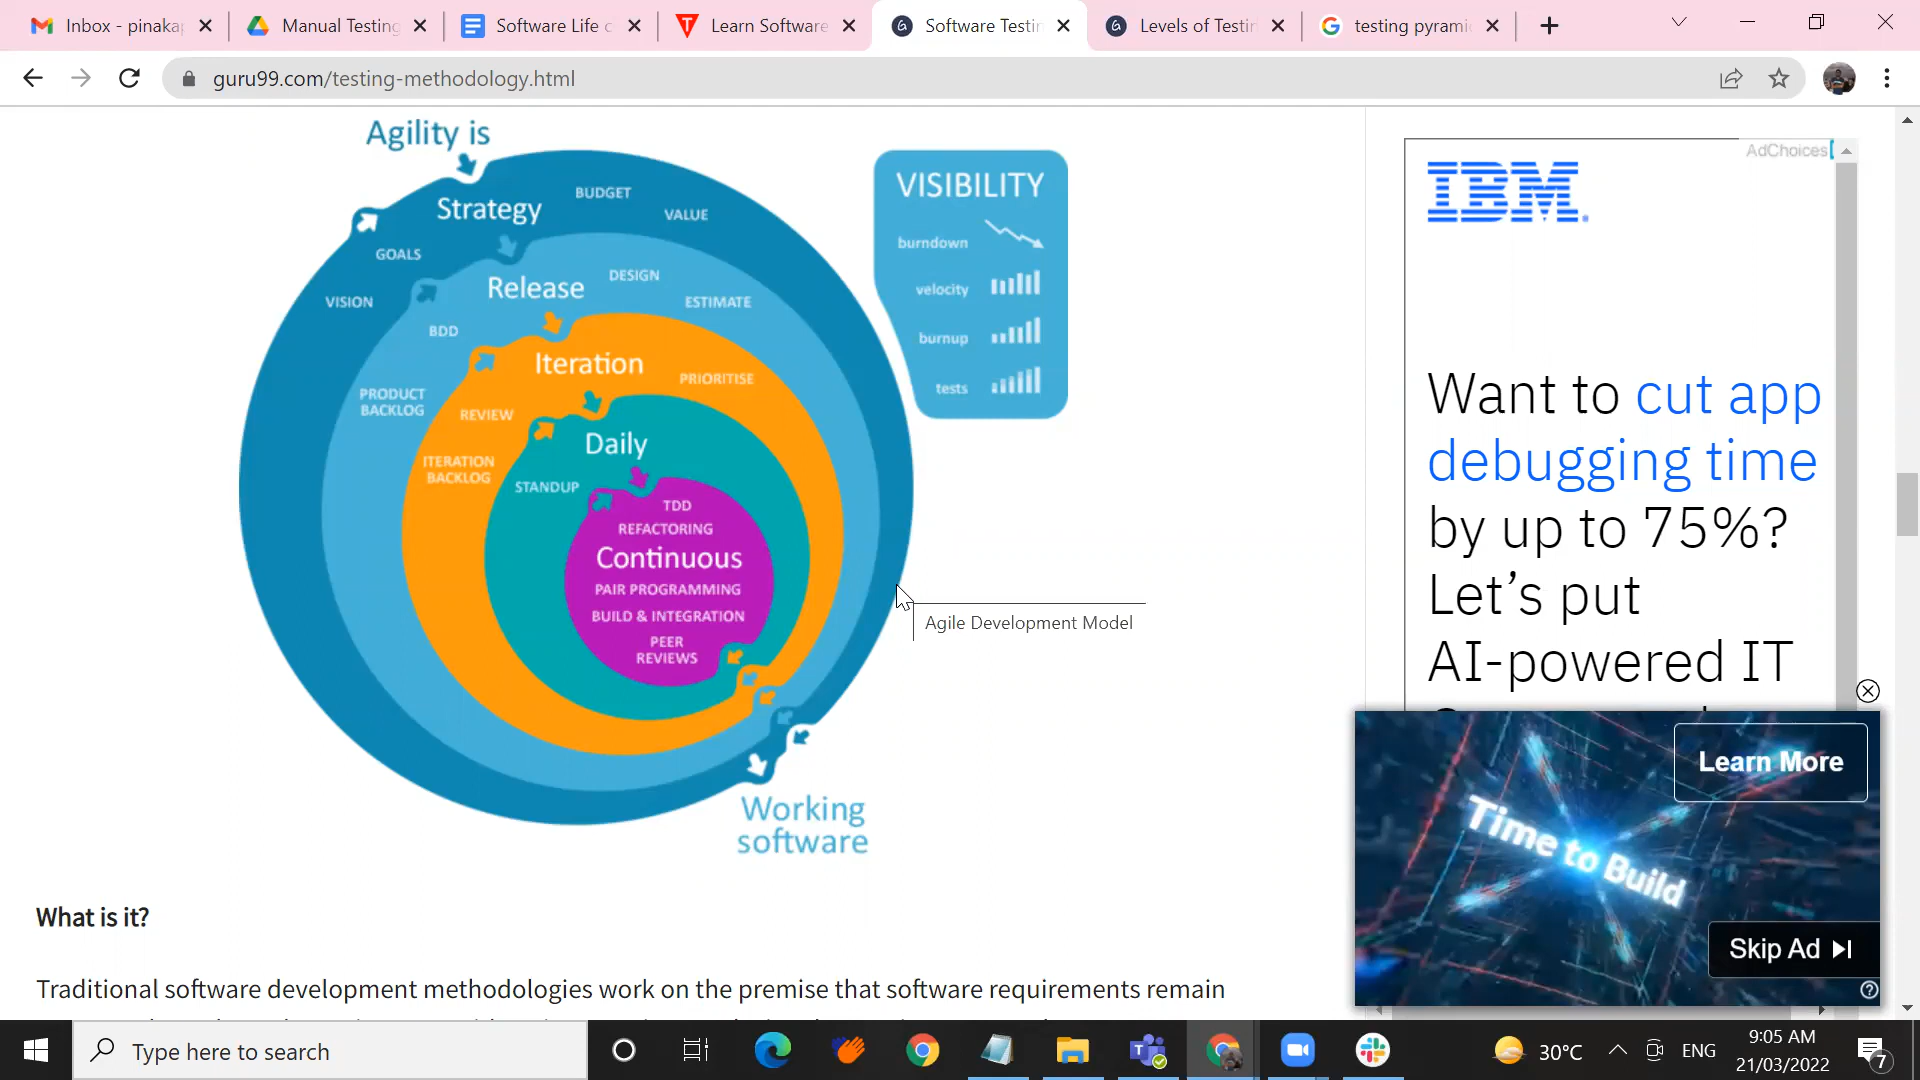 Inbox - pinaka
Manual Testing
Software Life c
Learn Software
Software Testin
Levels of Testin
testing pyrami
guru99.com/testing-methodology.html
Agility is
Strategy
BUDGET
VALUE
GOALS
VISION
Release
DESIGN
ESTIMATE
BDD
PRODUCT
BACKLOG
Iteration
PRIORITISE
REVIEW
ITERATION
BACKLOG
Daily
STANDUP
TDD
REFACTORING
Continuous
PAIR PROGRAMMING
BUILD & INTEGRATION
PEER
REVIEWS
Working
software
VISIBILITY
burndown
velocity
burnup
tests
Agile Development Model
What is it?
Traditional software development methodologies work on the premise that software requirements remain
AdChoices
IBM
Want to cut app
debugging time
by up to 75%?
Let's put
AI-powered IT
Learn More
Time to Build
Skip Ad
Type here to search
30°C
ENG
9:05 AM
21/03/2022
7